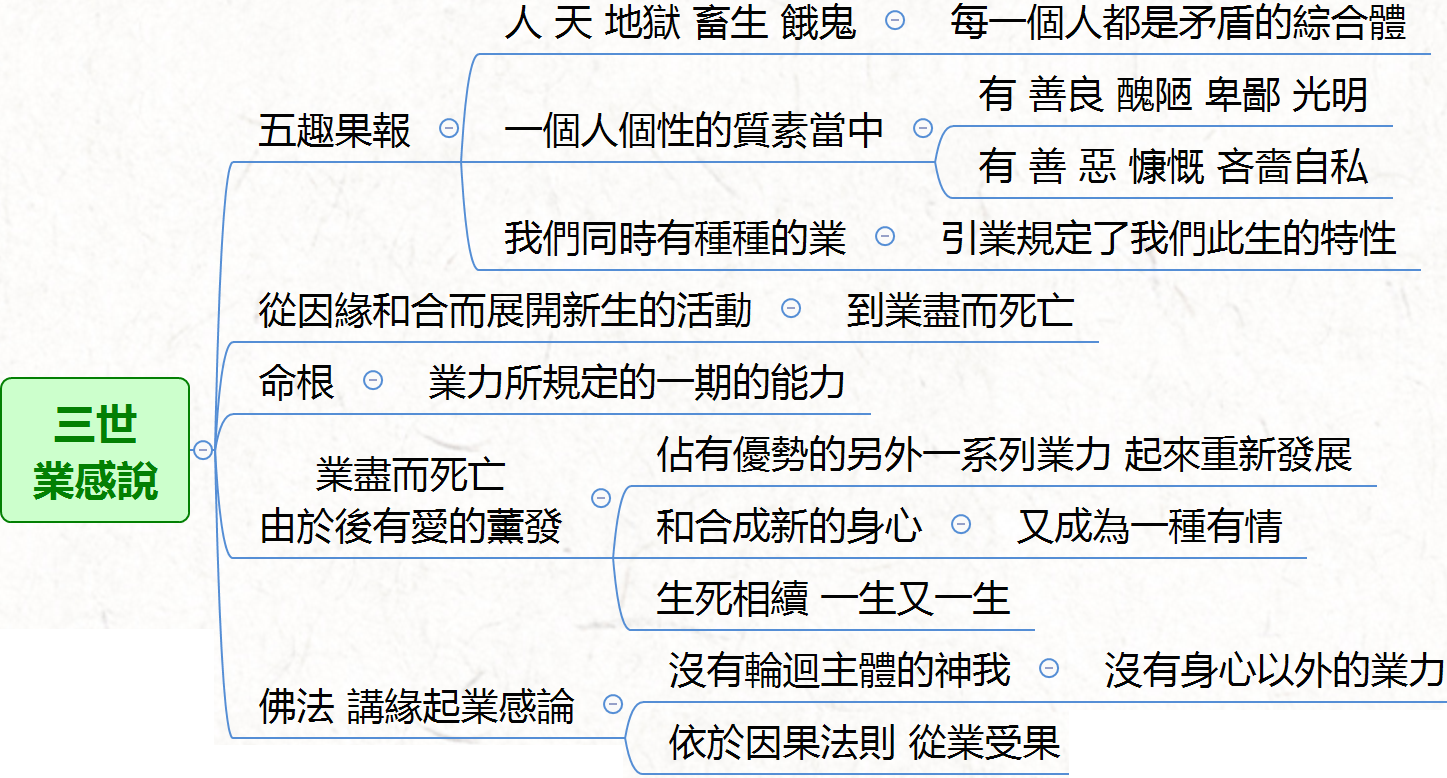 三世
業感說
五趣果報
人 天 地獄 畜生 餓鬼
每一個人都是矛盾的綜合體
一個人個性的質素當中
有 善良 醜陋 卑鄙 光明
有 善 惡 慷慨 吝嗇自私
我們同時有種種的業
引業規定了我們此生的特性
從因緣和合而展開新生的活動
到業盡而死亡
命根
業力所規定的一期的能力
業盡而死亡
由於後有愛的薰發
佔有優勢的另外一系列業力 起來重新發展
和合成新的身心
又成為一種有情
生死相續 一生又一生
佛法 講緣起業感論
沒有輪迴主體的神我
沒有身心以外的業力
依於因果法則 從業受果